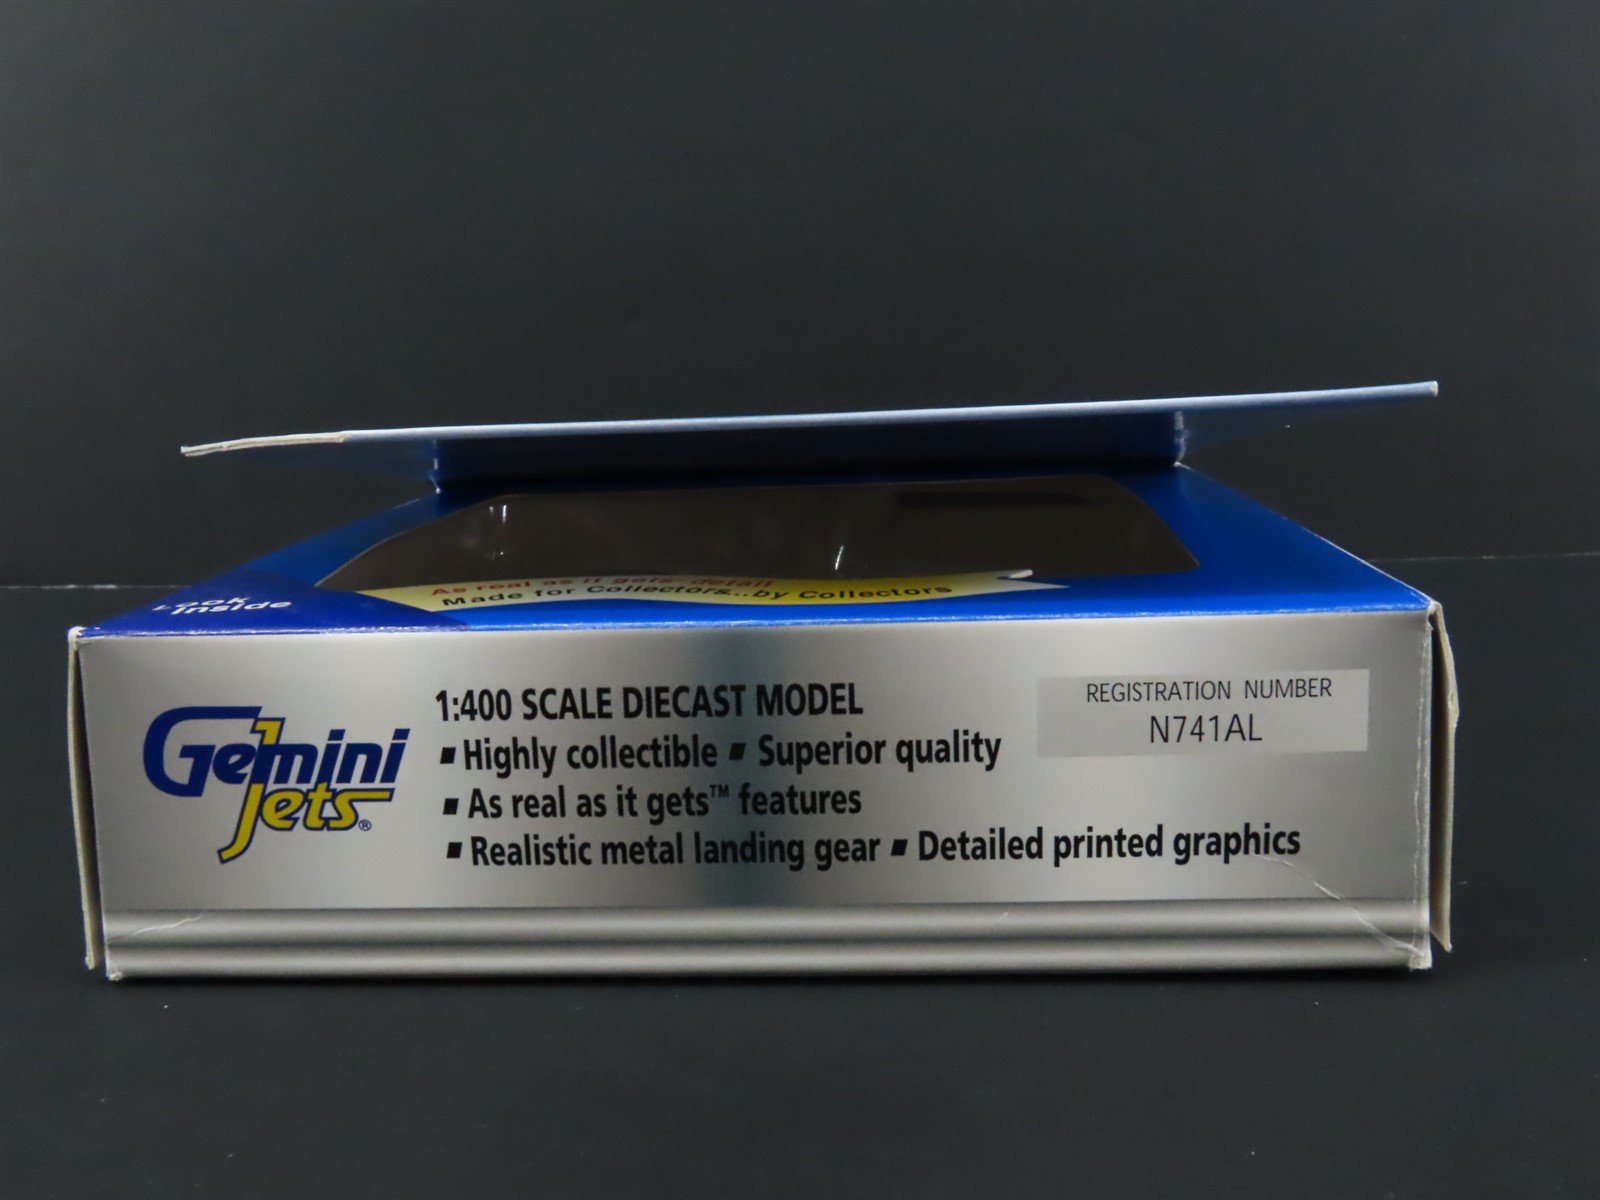 Look
Inside
As real as it gets detail
Made for Collectors...by Collectors
Gemini
Jets®
1:400 SCALE DIECAST MODEL
▪ Highly collectible ▪ Superior quality
▪ As real as it gets™ features
▪ Realistic metal landing gear ▪ Detailed printed graphics
REGISTRATION NUMBER
N741AL